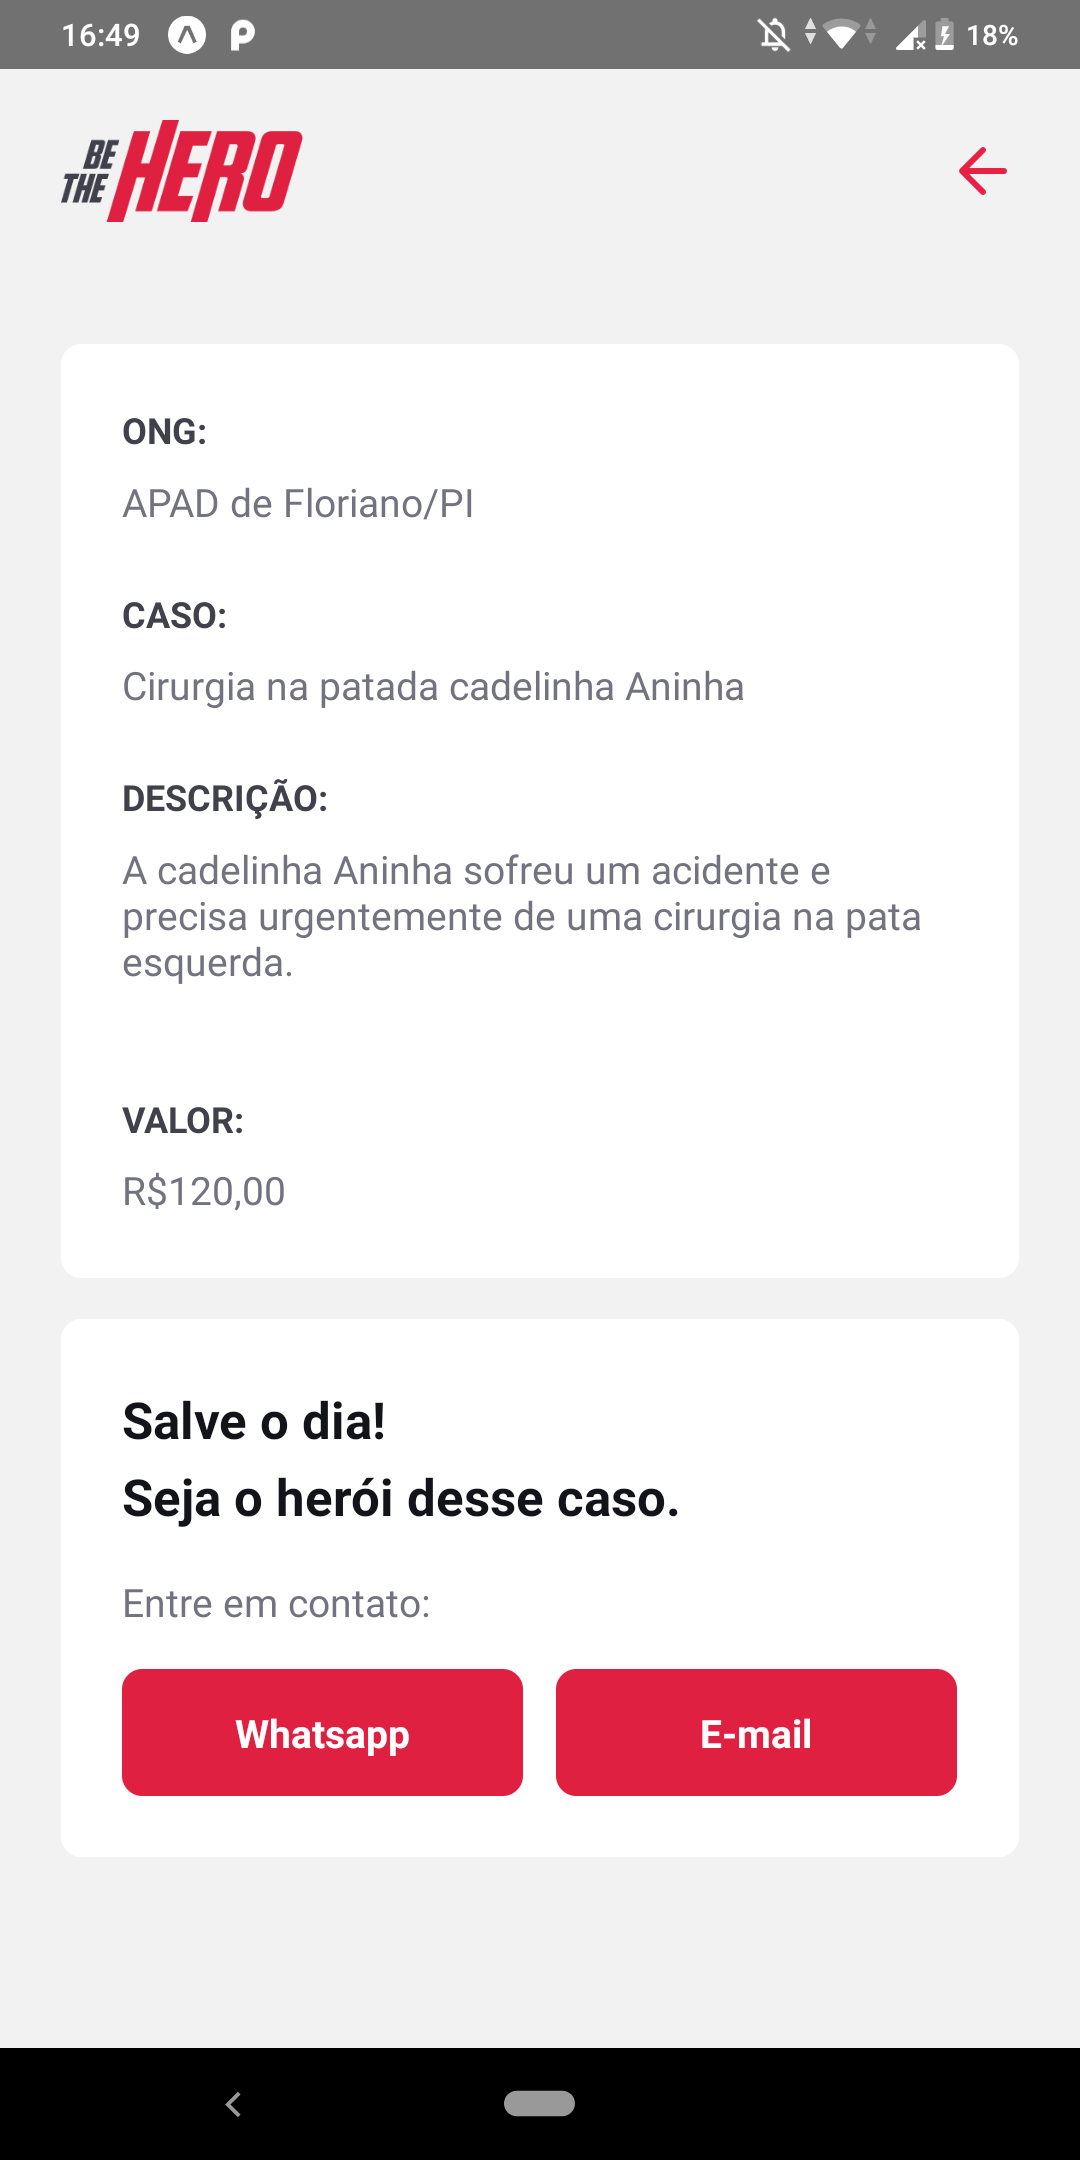 16:49
18%
BE
THE HERO
ONG:
APAD de Floriano/PI
CASO:
Cirurgia na patada cadelinha Aninha
DESCRIÇÃO:
A cadelinha Aninha sofreu um acidente e
precisa urgentemente de uma cirurgia na pata
esquerda.
VALOR:
R$120,00
Salve o dia!
Seja o herói desse caso.
Entre em contato:
Whatsapp
E-mail